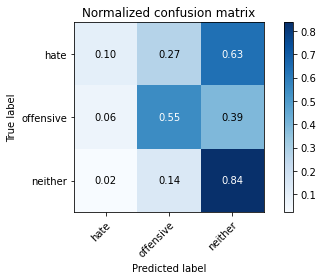 Normalized confusion matrix
True label
hate
0.10 0.27 0.63
offensive
0.06 0.55 0.39
neither
0.02 0.14 0.84
hate
offensive
neither
Predicted label
0.8
0.7
0.6
0.5
0.4
0.3
0.2
0.1